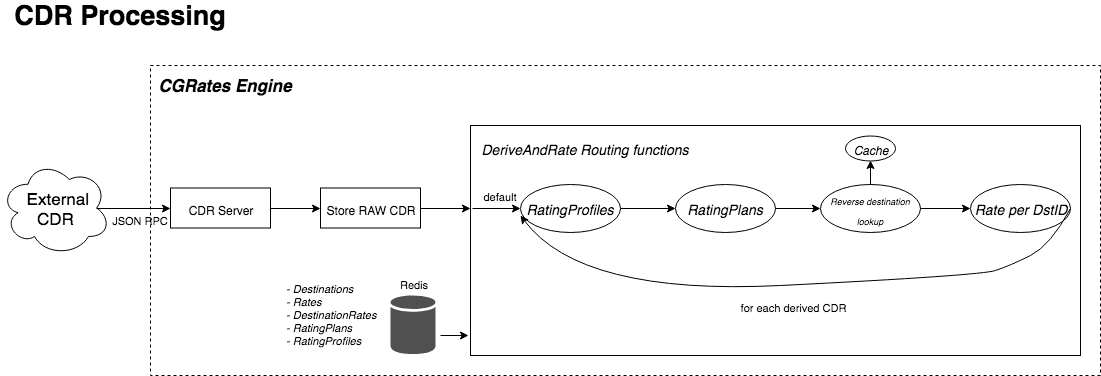 CDR Processing
CGRates Engine
DeriveAndRate Routing functions
Cache
External
CDR
JSON RPC
CDR Server
Store RAW CDR
default
RatingProfiles
RatingPlans
Reverse destination
lookup
Rate per DstID
for each derived CDR
Redis
- Destinations
- Rates
- DestinationRates
- RatingPlans
- RatingProfiles